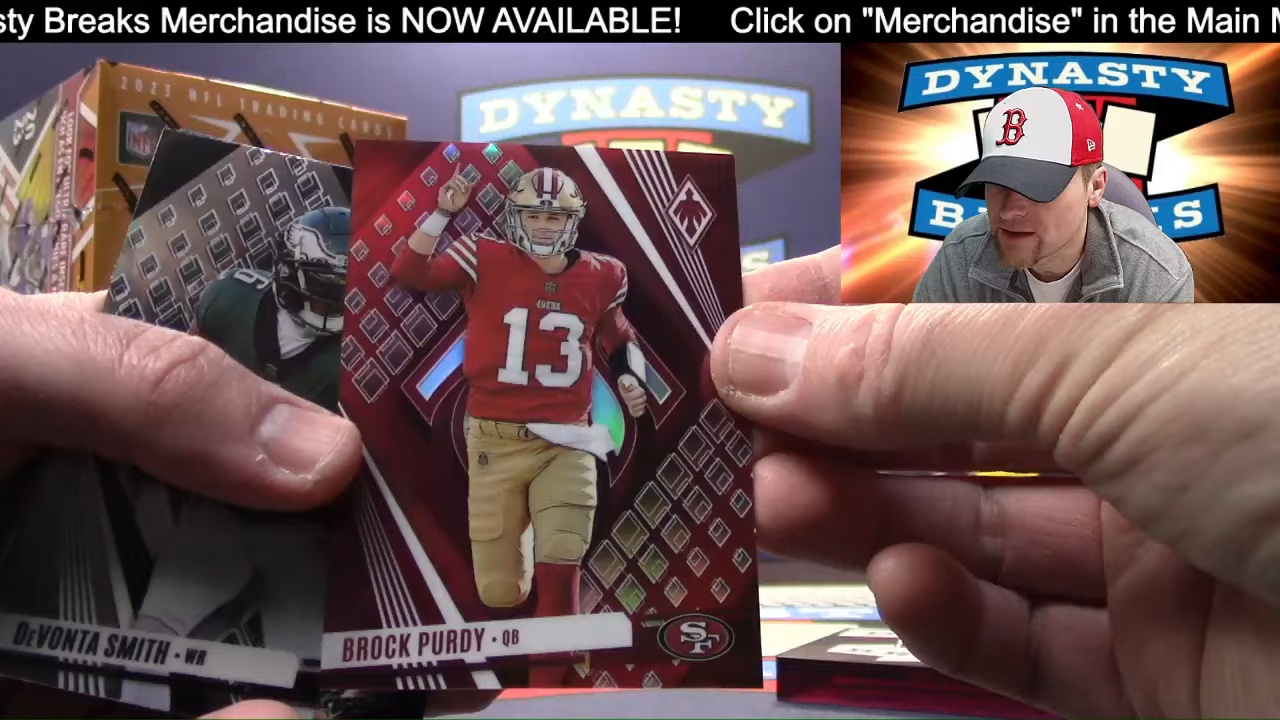 sty Breaks Merchandise is NOW AVAILABLE! Click on "Merchandise" in the Main M
2023 NFL TRADING CARDS
NFL
DYNASTY
DYNASTY
B
B
S
49ERS
13
BROCK PURDY • QB
SF
DEVONTA SMITH • WR